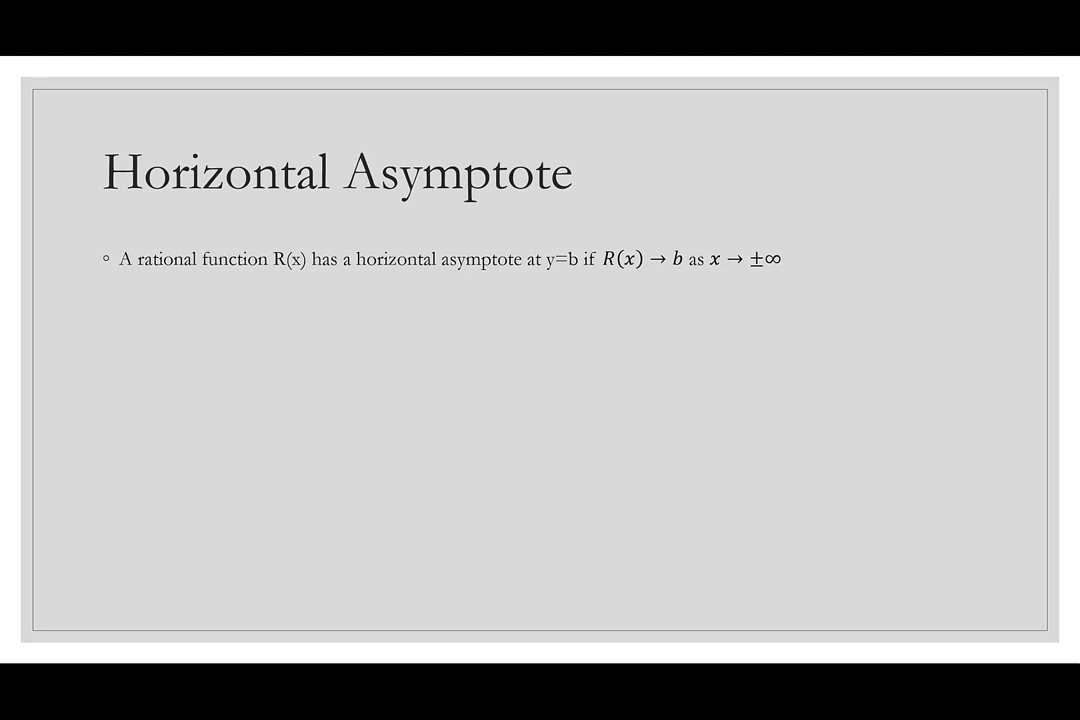 Horizontal Asymptote
◦ A rational function R(x) has a horizontal asymptote at y=b if 𝑅(𝑥) → 𝑏 as 𝑥 → ±∞